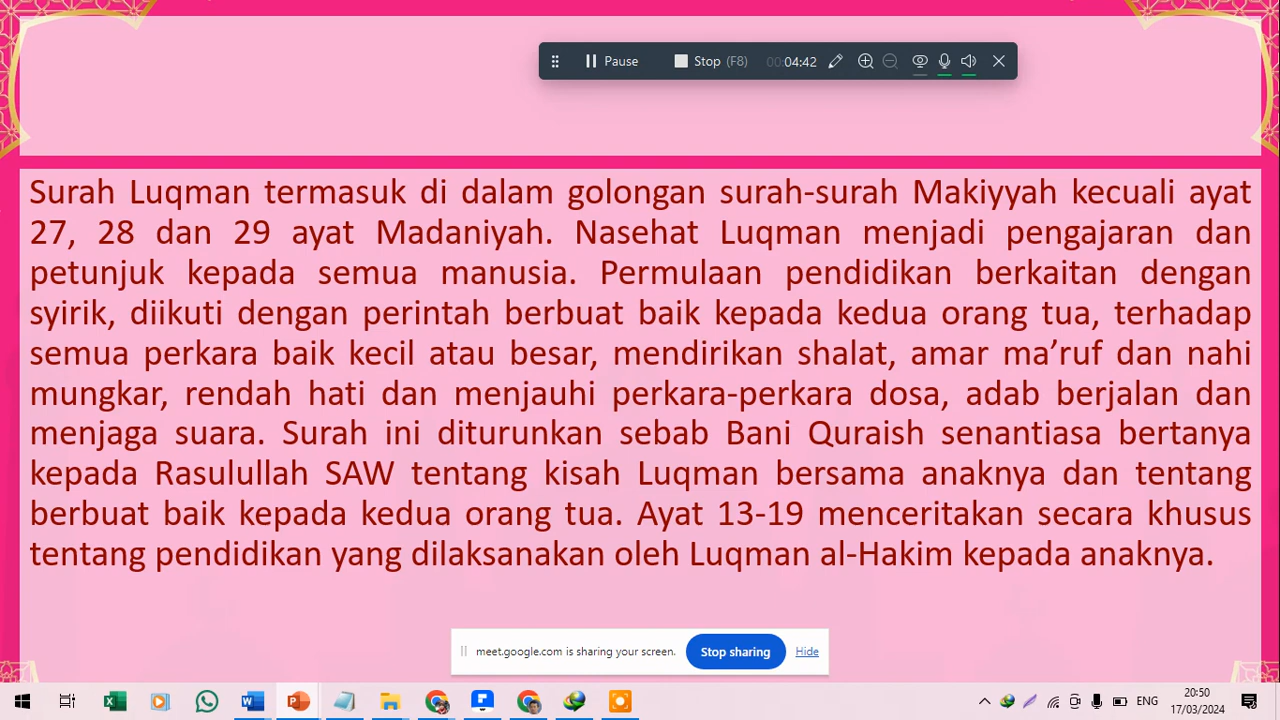 Pause
Stop (F8)
00:04:42
Surah Luqman termasuk di dalam golongan surah-surah Makiyyah kecuali ayat
27, 28 dan 29 ayat Madaniyah. Nasehat Luqman menjadi pengajaran dan
petunjuk kepada semua manusia. Permulaan pendidikan berkaitan dengan
syirik, diikuti dengan perintah berbuat baik kepada kedua orang tua, terhadap
semua perkara baik kecil atau besar, mendirikan shalat, amar ma’ruf dan nahi
mungkar, rendah hati dan menjauhi perkara-perkara dosa, adab berjalan dan
menjaga suara. Surah ini diturunkan sebab Bani Quraish senantiasa bertanya
kepada Rasulullah SAW tentang kisah Luqman bersama anaknya dan tentang
berbuat baik kepada kedua orang tua. Ayat 13-19 menceritakan secara khusus
tentang pendidikan yang dilaksanakan oleh Luqman al-Hakim kepada anaknya.
meet.google.com is sharing your screen.
Stop sharing
Hide
ENG
20:50
17/03/2024